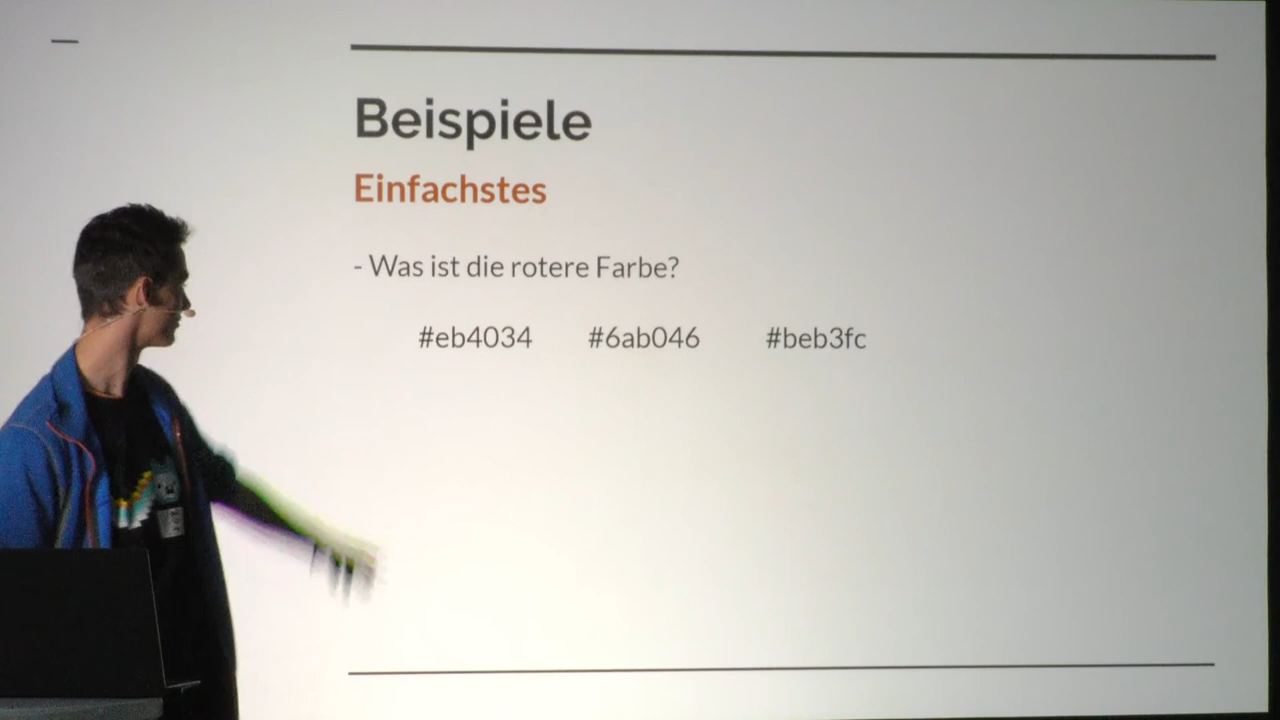 Beispiele
Einfachstes
- Was ist die rotere Farbe?
#eb4034 #6ab046 #beb3fc